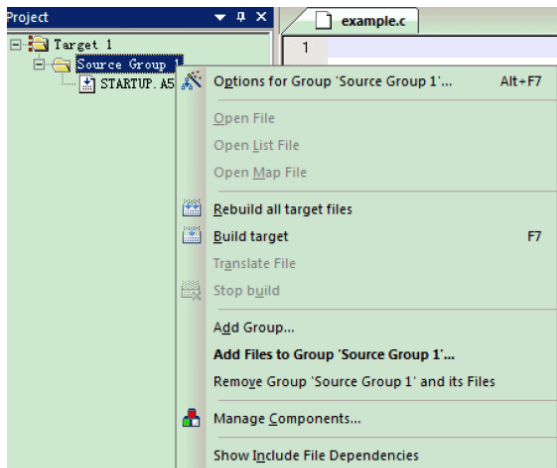 Project
example.c
Target 1
1
Source Group 1
STARTUP.A5
Options for Group 'Source Group 1'... Alt+F7
Open File
Open List File
Open Map File
Rebuild all target files
Build target F7
Translate File
Stop build
Add Group...
Add Files to Group 'Source Group 1'...
Remove Group 'Source Group 1' and its Files
Manage Components...
Show Include File Dependencies